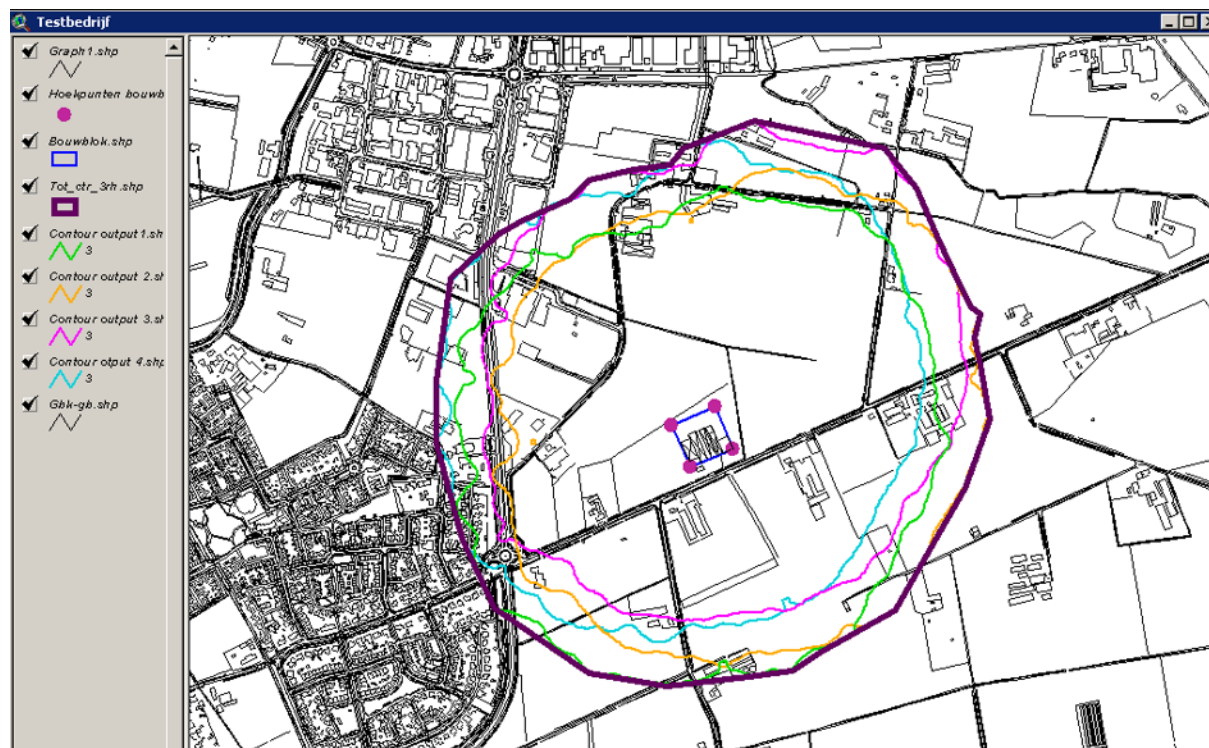 Testbedrijf
Graph1.shp
Hoekpunten bouwb
Bouwblok.shp
Tot_ctr_3rh.shp
Contour output 1.sh
3
Contour output 2.sh
3
Contour output 3.sh
3
Contour otput 4.shp
3
Gbk-gb.shp